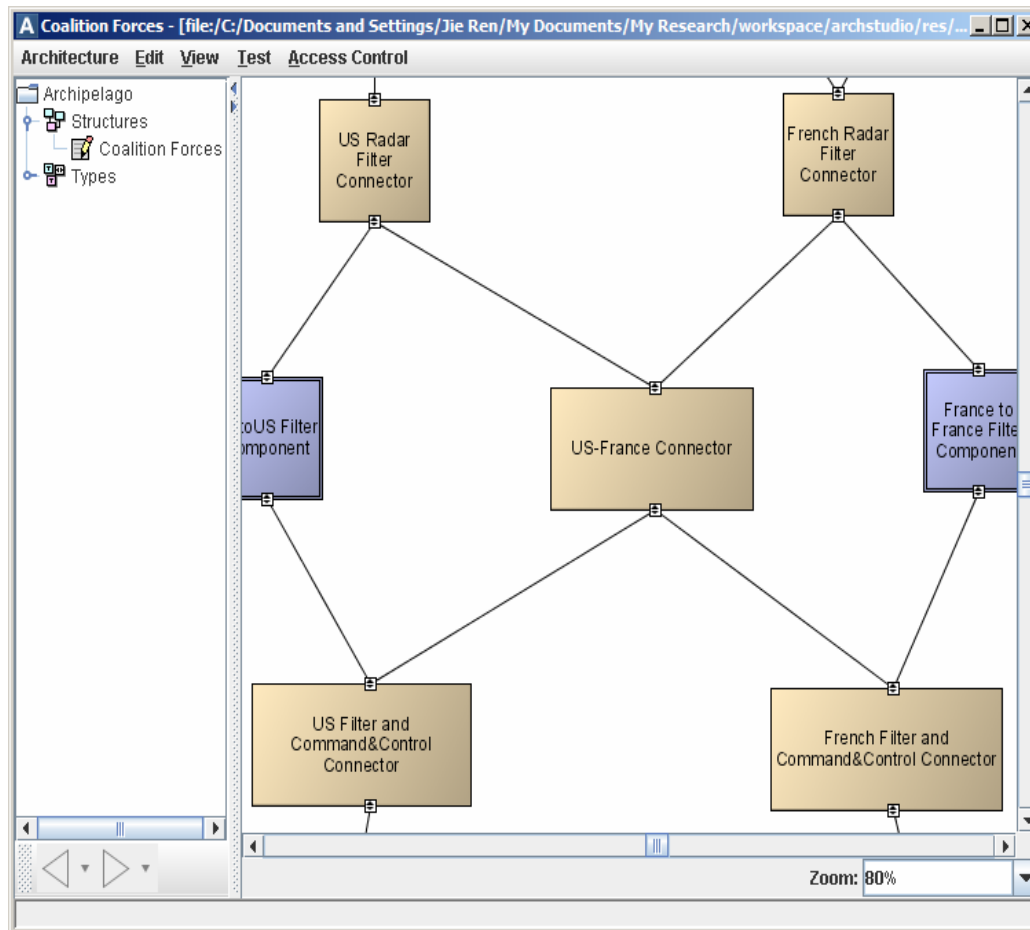 A Coalition Forces - [file:/C:/Documents and Settings/Jie Ren/My Documents/My Research/workspace/archstudio/res/...
Architecture Edit View Test Access Control
Archipelago
Structures
Coalition Forces
Types
US Radar
Filter
Connector
French Radar
Filter
Connector
toUS Filter
omponent
US-France Connector
France to
France Filte
Componen
US Filter and
Command&Control
Connector
French Filter and
Command&Control Connector
Zoom: 80%